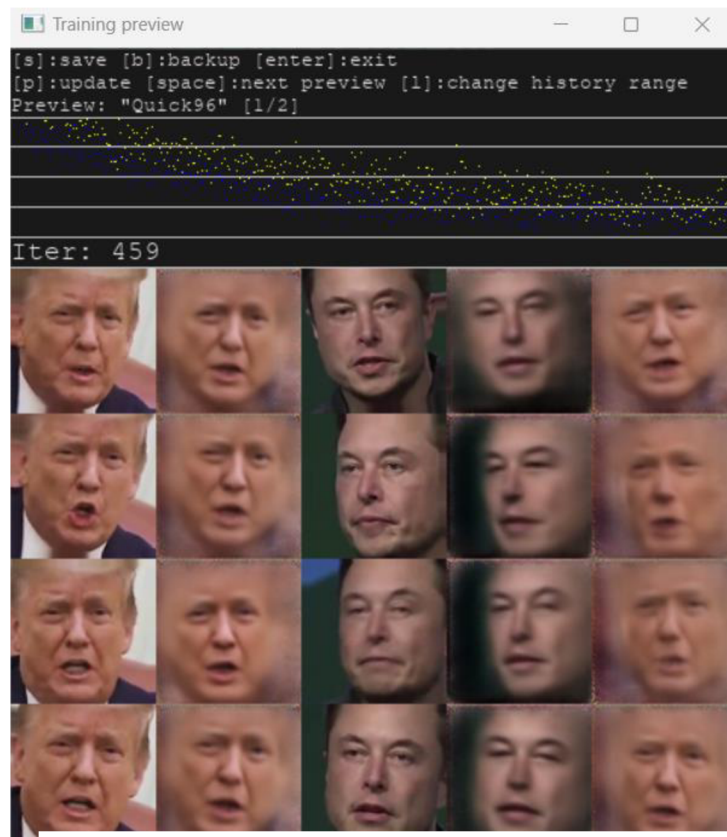 Training preview
[s]:save [b]:backup [enter]:exit
[p]:update [space]:next preview [l]:change history range
Preview: "Quick96" [1/2]
Iter: 459